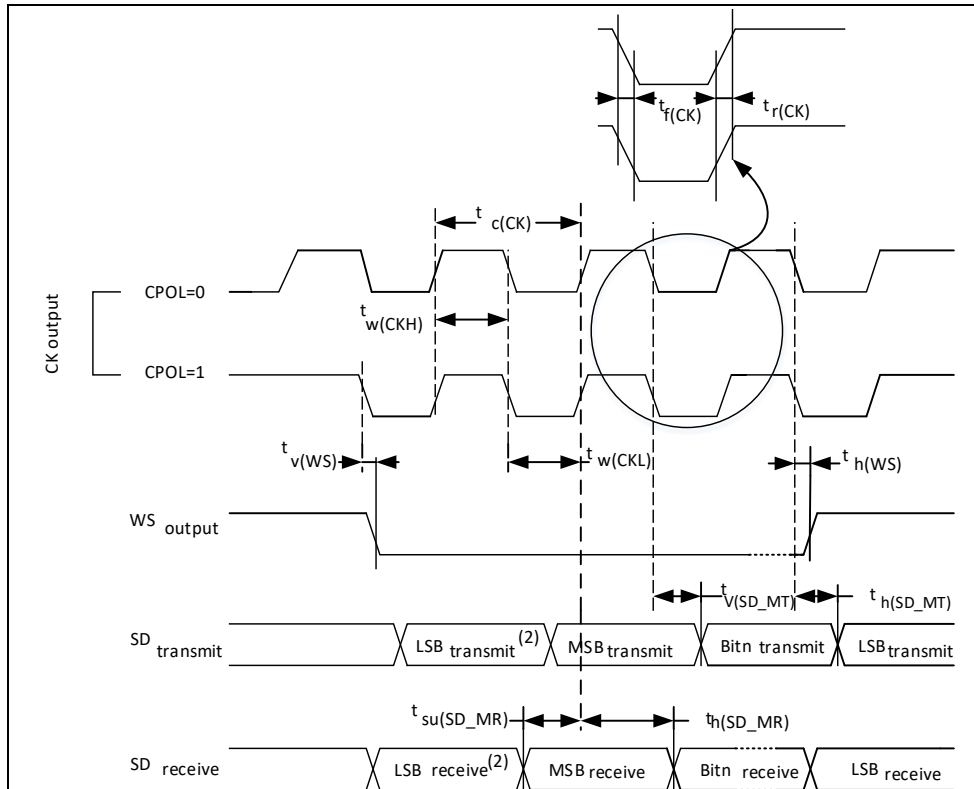 t f(CK)
t r(CK)
t c(CK)
CK output
CPOL=0
t w(CKH)
CPOL=1
t v(WS)
t w(CKL)
t h(WS)
WS output
t V(SD_MT)
t h(SD_MT)
SD transmit
LSB transmit(2)
MSB transmit
Bitn transmit
LSB transmit
t su(SD_MR)
t h(SD_MR)
SD receive
LSB receive(2)
MSB receive
Bitn receive
LSB receive